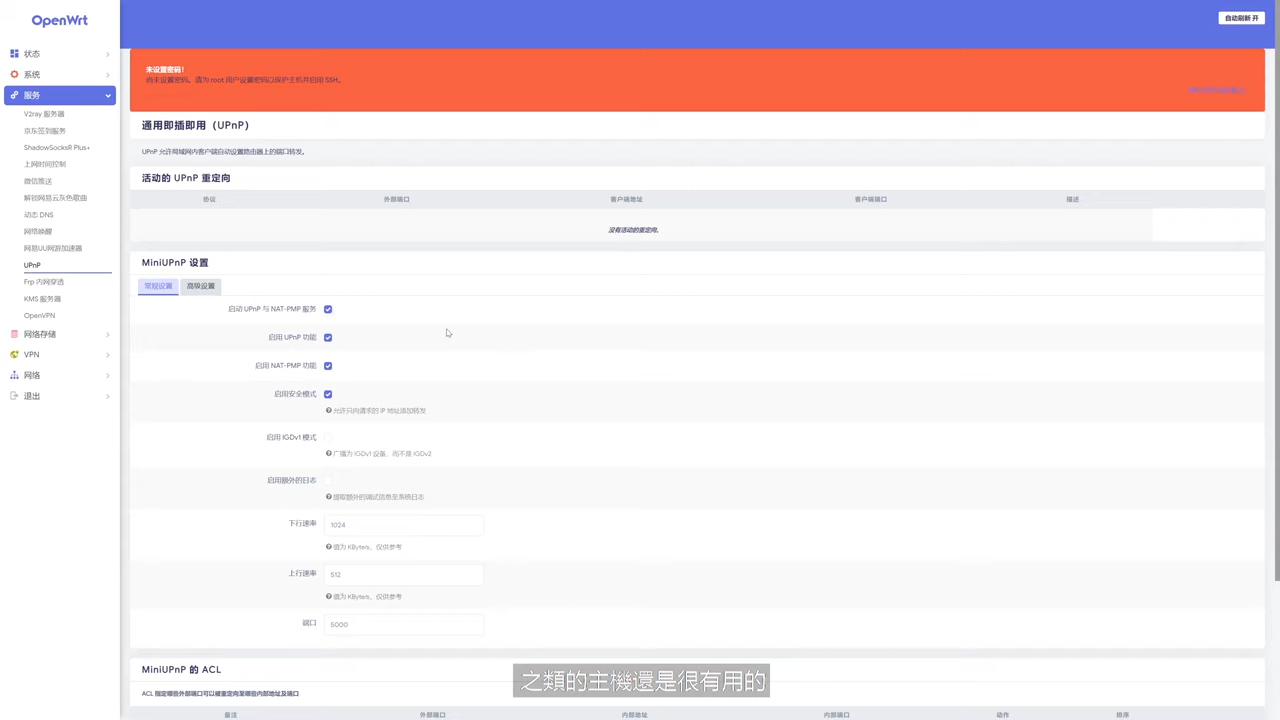 OpenWrt
自动刷新 开
状态
系统
服务
V2ray 服务器
京东签到服务
ShadowSocksR Plus+
上网时间控制
微信推送
解锁网易云灰色歌曲
动态 DNS
网络唤醒
网易UU网游加速器
UPnP
Frp 内网穿透
KMS 服务器
OpenVPN
网络存储
VPN
网络
退出
未设置密码!
尚未设置密码。请为 root 用户设置密码以保护主机并启用 SSH。
通用即插即用（UPnP）
UPnP 允许局域网内客户端自动设置路由器上的端口转发。
活动的 UPnP 重定向
协议 外部端口 客户端地址 客户端端口 描述
没有活动的重定向。
MiniUPnP 设置
常规设置 高级设置
启动 UPnP 与 NAT-PMP 服务
启用 UPnP 功能
启用 NAT-PMP 功能
启用安全模式
允许只向请求的 IP 地址添加转发
启用 IGDv1 模式
广播为 IGDv1 设备，而不是 IGDv2
启用额外的日志
提取额外的调试信息至系统日志
下行速率 1024
值为 KByte/s，仅供参考
上行速率 512
值为 KByte/s，仅供参考
端口 5000
MiniUPnP 的 ACL
ACL 指定哪些外部端口可以被重定向至哪些内部地址及端口
备注 外部端口 内部地址 内部端口 动作 排序
之類的主機還是很有用的